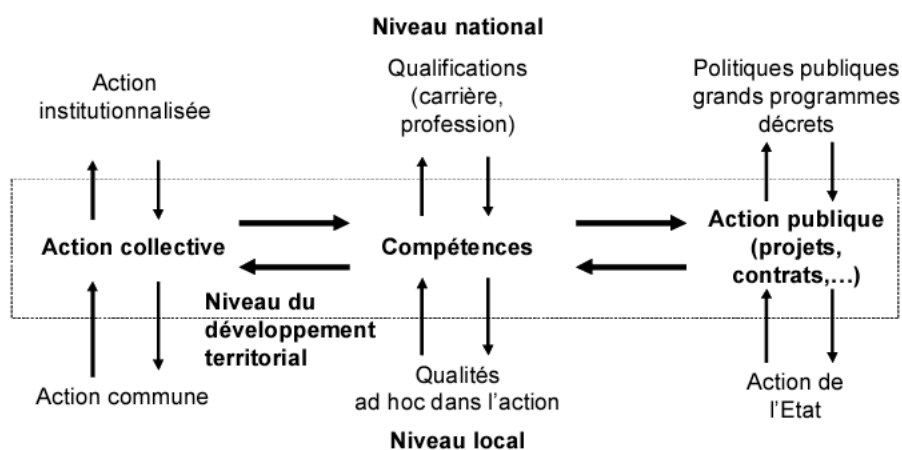 Niveau national
Action
institutionnalisée
Qualifications
(carrière,
profession)
Politiques publiques
grands programmes
décrets
Action collective
Compétences
Action publique
(projets,
contrats,…)
Niveau du
développement
territorial
Action commune
Qualités
ad hoc dans l'action
Action de
l'Etat
Niveau local